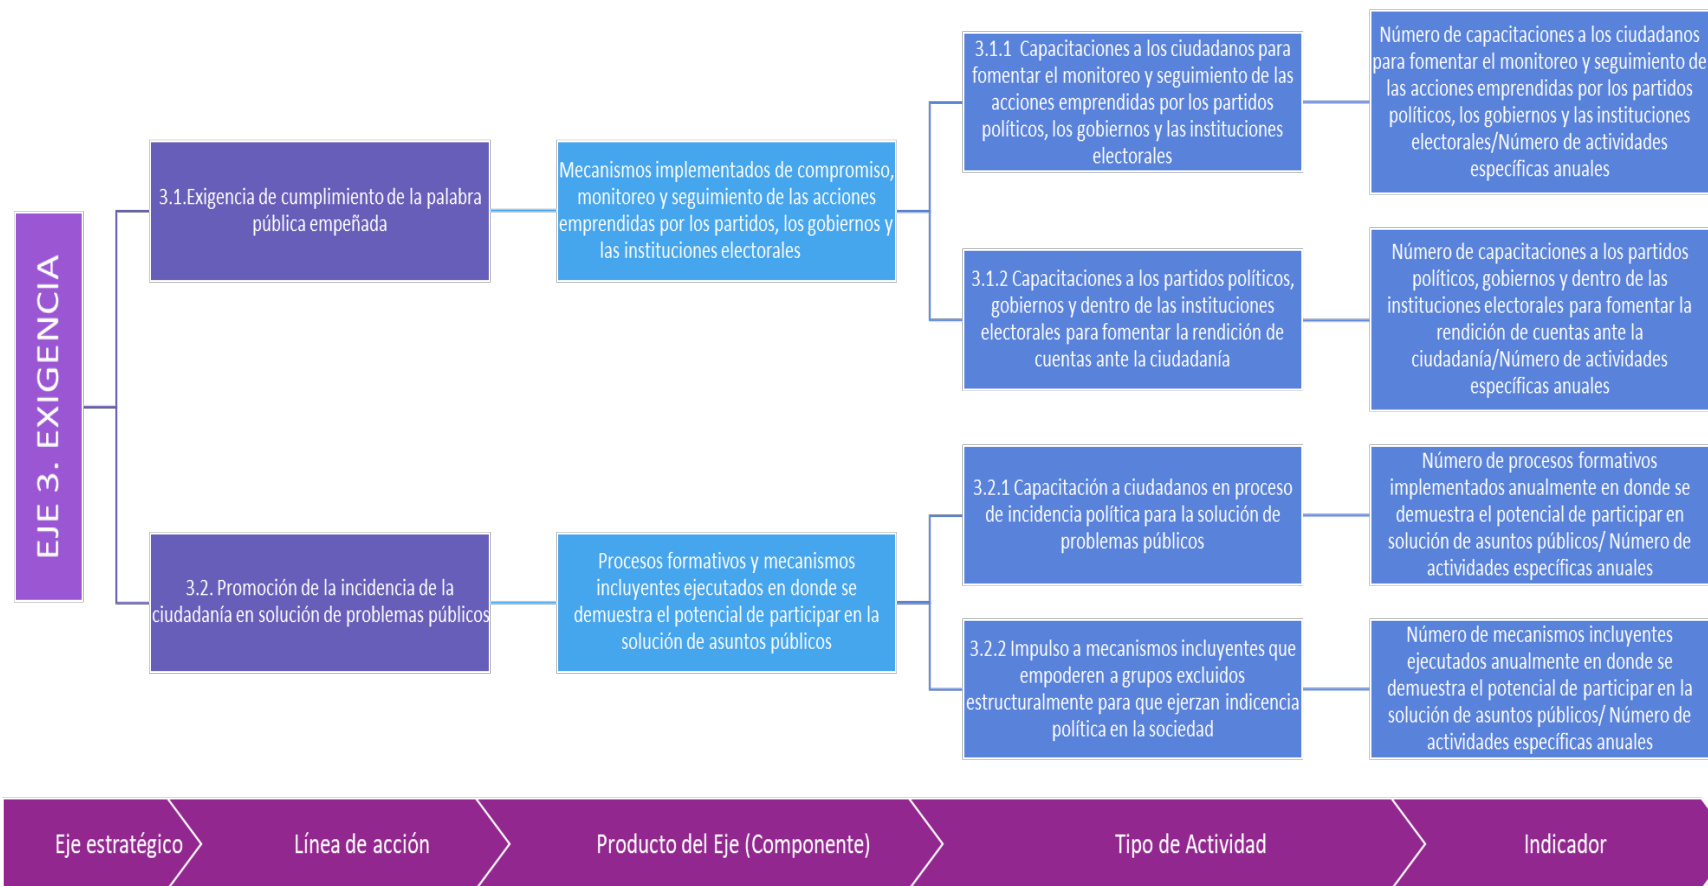 EJE 3. EXIGENCIA
3.1.Exigencia de cumplimiento de la palabra
pública empeñada
Mecanismos implementados de compromiso,
monitoreo y seguimiento de las acciones
emprendidas por los partidos, los gobiernos y
las instituciones electorales
3.1.1 Capacitaciones a los ciudadanos para
fomentar el monitoreo y seguimiento de las
acciones emprendidas por los partidos
políticos, los gobiernos y las instituciones
electorales
Número de capacitaciones a los ciudadanos
para fomentar el monitoreo y seguimiento de
las acciones emprendidas por los partidos
políticos, los gobiernos y las instituciones
electorales/Número de actividades
específicas anuales
3.1.2 Capacitaciones a los partidos políticos,
gobiernos y dentro de las instituciones
electorales para fomentar la rendición de
cuentas ante la ciudadanía
Número de capacitaciones a los partidos
políticos, gobiernos y dentro de las
instituciones electorales para fomentar la
rendición de cuentas ante la
ciudadanía/Número de actividades
específicas anuales
3.2. Promoción de la incidencia de la
ciudadanía en solución de problemas públicos
Procesos formativos y mecanismos
incluyentes ejecutados en donde se
demuestra el potencial de participar en la
solución de asuntos públicos
3.2.1 Capacitación a ciudadanos en proceso
de incidencia política para la solución de
problemas públicos
Número de procesos formativos
implementados anualmente en donde se
demuestra el potencial de participar en
solución de asuntos públicos/ Número de
actividades específicas anuales
3.2.2 Impulso a mecanismos incluyentes que
empoderen a grupos excluidos
estructuralmente para que ejerzan indicencia
política en la sociedad
Número de mecanismos incluyentes
ejecutados anualmente en donde se
demuestra el potencial de participar en la
solución de asuntos públicos/ Número de
actividades específicas anuales
Eje estratégico
Línea de acción
Producto del Eje (Componente)
Tipo de Actividad
Indicador